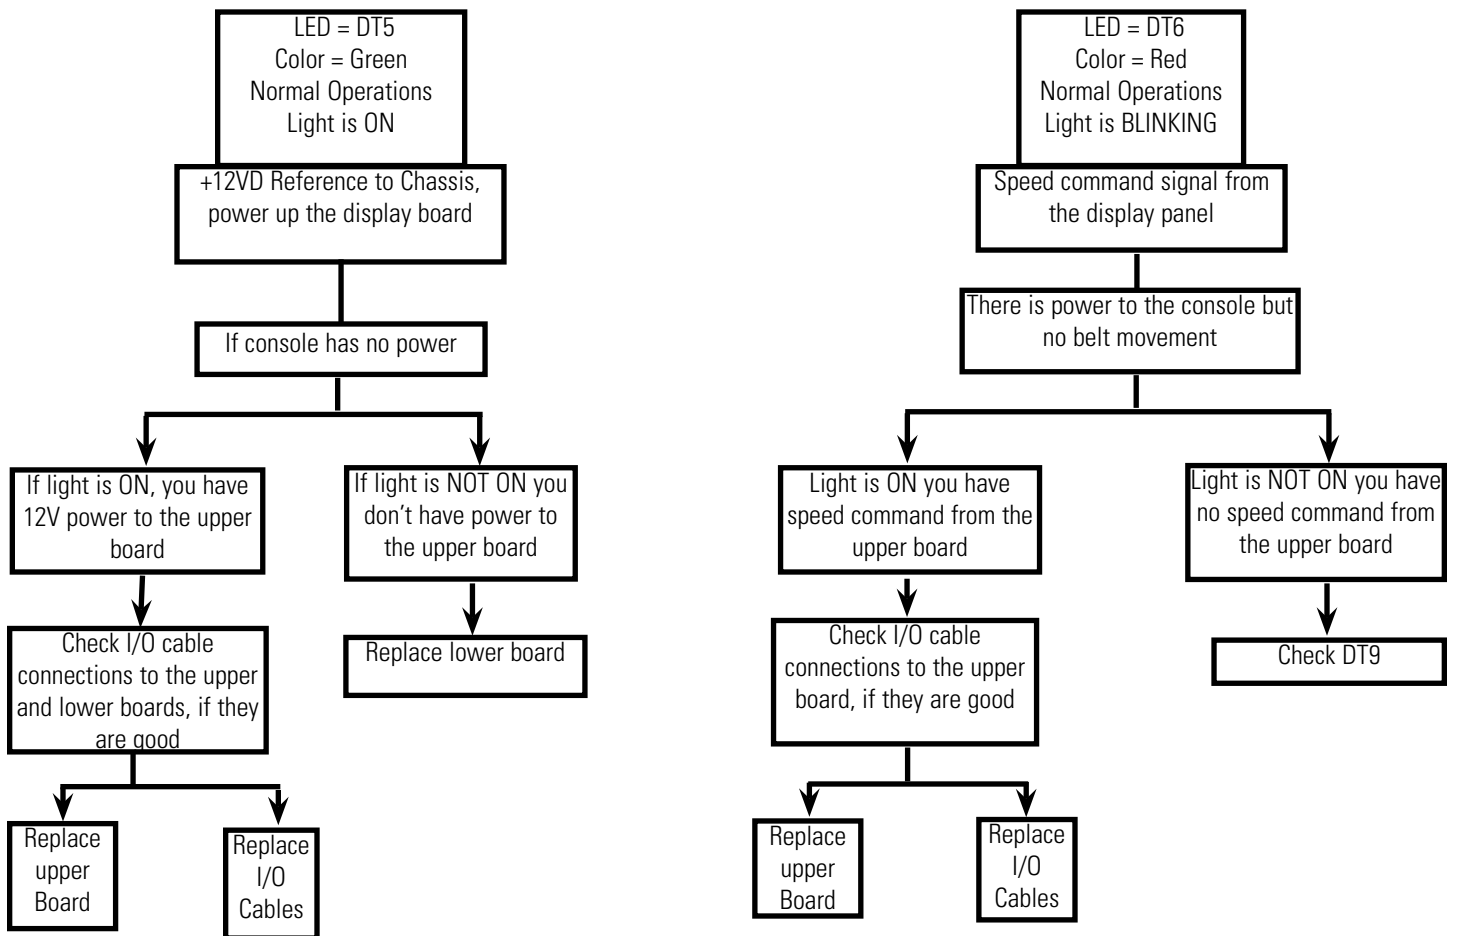 LED = DT5
Color = Green
Normal Operations
Light is ON
+12VD Reference to Chassis,
power up the display board
If console has no power
If light is ON, you have
12V power to the upper
board
If light is NOT ON you
don't have power to
the upper board
Check I/O cable
connections to the upper
and lower boards, if they
are good
Replace lower board
Replace
upper
Board
Replace
I/O
Cables
LED = DT6
Color = Red
Normal Operations
Light is BLINKING
Speed command signal from
the display panel
There is power to the console but
no belt movement
Light is ON you have
speed command from the
upper board
Light is NOT ON you have
no speed command from
the upper board
Check I/O cable
connections to the upper
board, if they are good
Check DT9
Replace
upper
Board
Replace
I/O
Cables